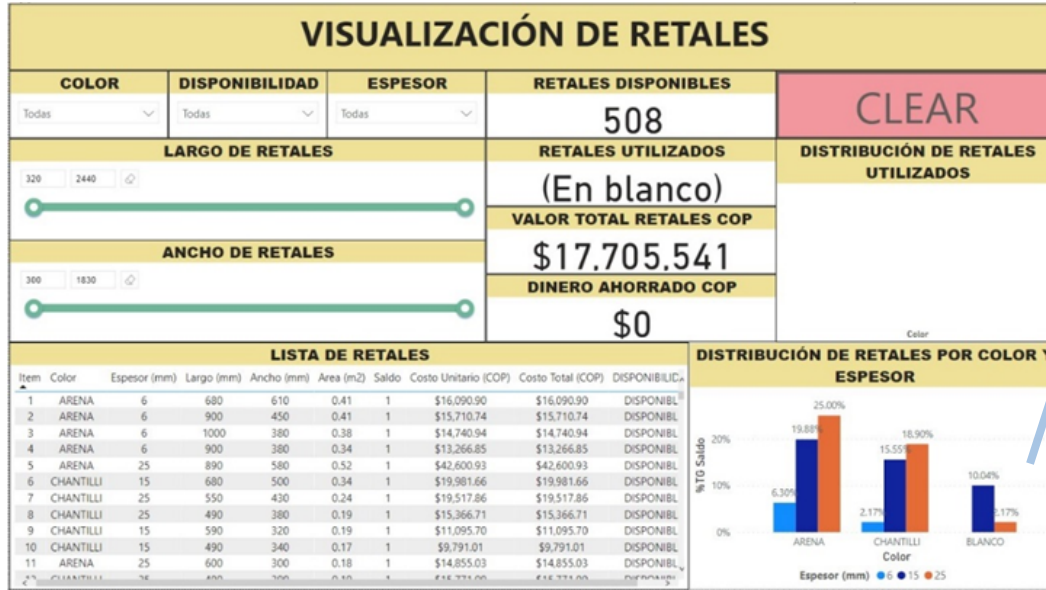 VISUALIZACIÓN DE RETALES
COLOR
DISPONIBILIDAD
ESPESOR
RETALES DISPONIBLES
Todas
Todas
Todas
508
CLEAR
LARGO DE RETALES
RETALES UTILIZADOS
DISTRIBUCIÓN DE RETALES
UTILIZADOS
320 2440
(En blanco)
VALOR TOTAL RETALES COP
ANCHO DE RETALES
$17,705,541
300 1830
DINERO AHORRADO COP
$0
Color
LISTA DE RETALES
Item Color Espesor (mm) Largo (mm) Ancho (mm) Area (m2) Saldo Costo Unitario (COP) Costo Total (COP) DISPONIBILID
1 ARENA 6 680 610 0.41 1 $16,090.90 $16,090.90 DISPONIBL
2 ARENA 6 900 450 0.41 1 $15,710.74 $15,710.74 DISPONIBL
3 ARENA 6 1000 380 0.38 1 $14,740.94 $14,740.94 DISPONIBL
4 ARENA 6 900 380 0.34 1 $13,266.85 $13,266.85 DISPONIBL
5 ARENA 25 890 580 0.52 1 $42,600.93 $42,600.93 DISPONIBL
6 CHANTILLI 15 680 500 0.34 1 $19,981.66 $19,981.66 DISPONIBL
7 CHANTILLI 25 550 430 0.24 1 $19,517.86 $19,517.86 DISPONIBL
8 CHANTILLI 25 490 380 0.19 1 $15,366.71 $15,366.71 DISPONIBL
9 CHANTILLI 15 590 320 0.19 1 $11,095.70 $11,095.70 DISPONIBL
10 CHANTILLI 15 490 340 0.17 1 $9,791.01 $9,791.01 DISPONIBL
11 ARENA 25 600 300 0.18 1 $14,855.03 $14,855.03 DISPONIBL
DISTRIBUCIÓN DE RETALES POR COLOR Y
ESPESOR
%TG Saldo
20%
10%
0%
6.30% 19.88% 25.00%
2.17% 15.55% 18.90%
10.04% 2.17%
ARENA CHANTILLI BLANCO
Color
Espesor (mm) 6 15 25